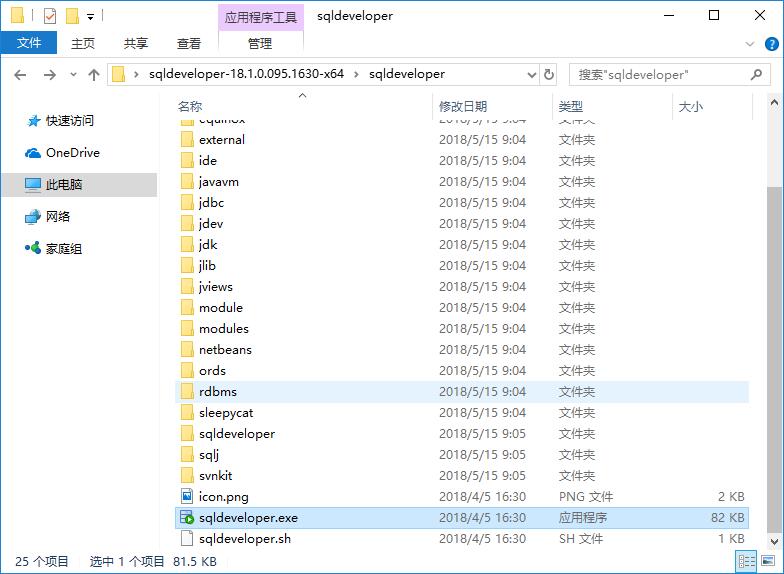 应用程序工具 sqldeveloper
文件 主页 共享 查看 管理
sqldeveloper-18.1.0.095.1630-x64 sqldeveloper 搜索"sqldeveloper"
快速访问
OneDrive
此电脑
网络
家庭组
名称 修改日期 类型 大小
equinox 2018/5/15 9:04 文件夹
external 2018/5/15 9:04 文件夹
ide 2018/5/15 9:04 文件夹
javavm 2018/5/15 9:04 文件夹
jdbc 2018/5/15 9:04 文件夹
jdev 2018/5/15 9:04 文件夹
jdk 2018/5/15 9:04 文件夹
jlib 2018/5/15 9:04 文件夹
jviews 2018/5/15 9:04 文件夹
module 2018/5/15 9:04 文件夹
modules 2018/5/15 9:04 文件夹
netbeans 2018/5/15 9:04 文件夹
ords 2018/5/15 9:04 文件夹
rdbms 2018/5/15 9:04 文件夹
sleepycat 2018/5/15 9:04 文件夹
sqldeveloper 2018/5/15 9:05 文件夹
sqlj 2018/5/15 9:05 文件夹
svnkit 2018/5/15 9:05 文件夹
icon.png 2018/4/5 16:30 PNG 文件 2 KB
sqldeveloper.exe 2018/4/5 16:30 应用程序 82 KB
sqldeveloper.sh 2018/4/5 16:30 SH 文件 1 KB
25 个项目 选中 1 个项目 81.5 KB